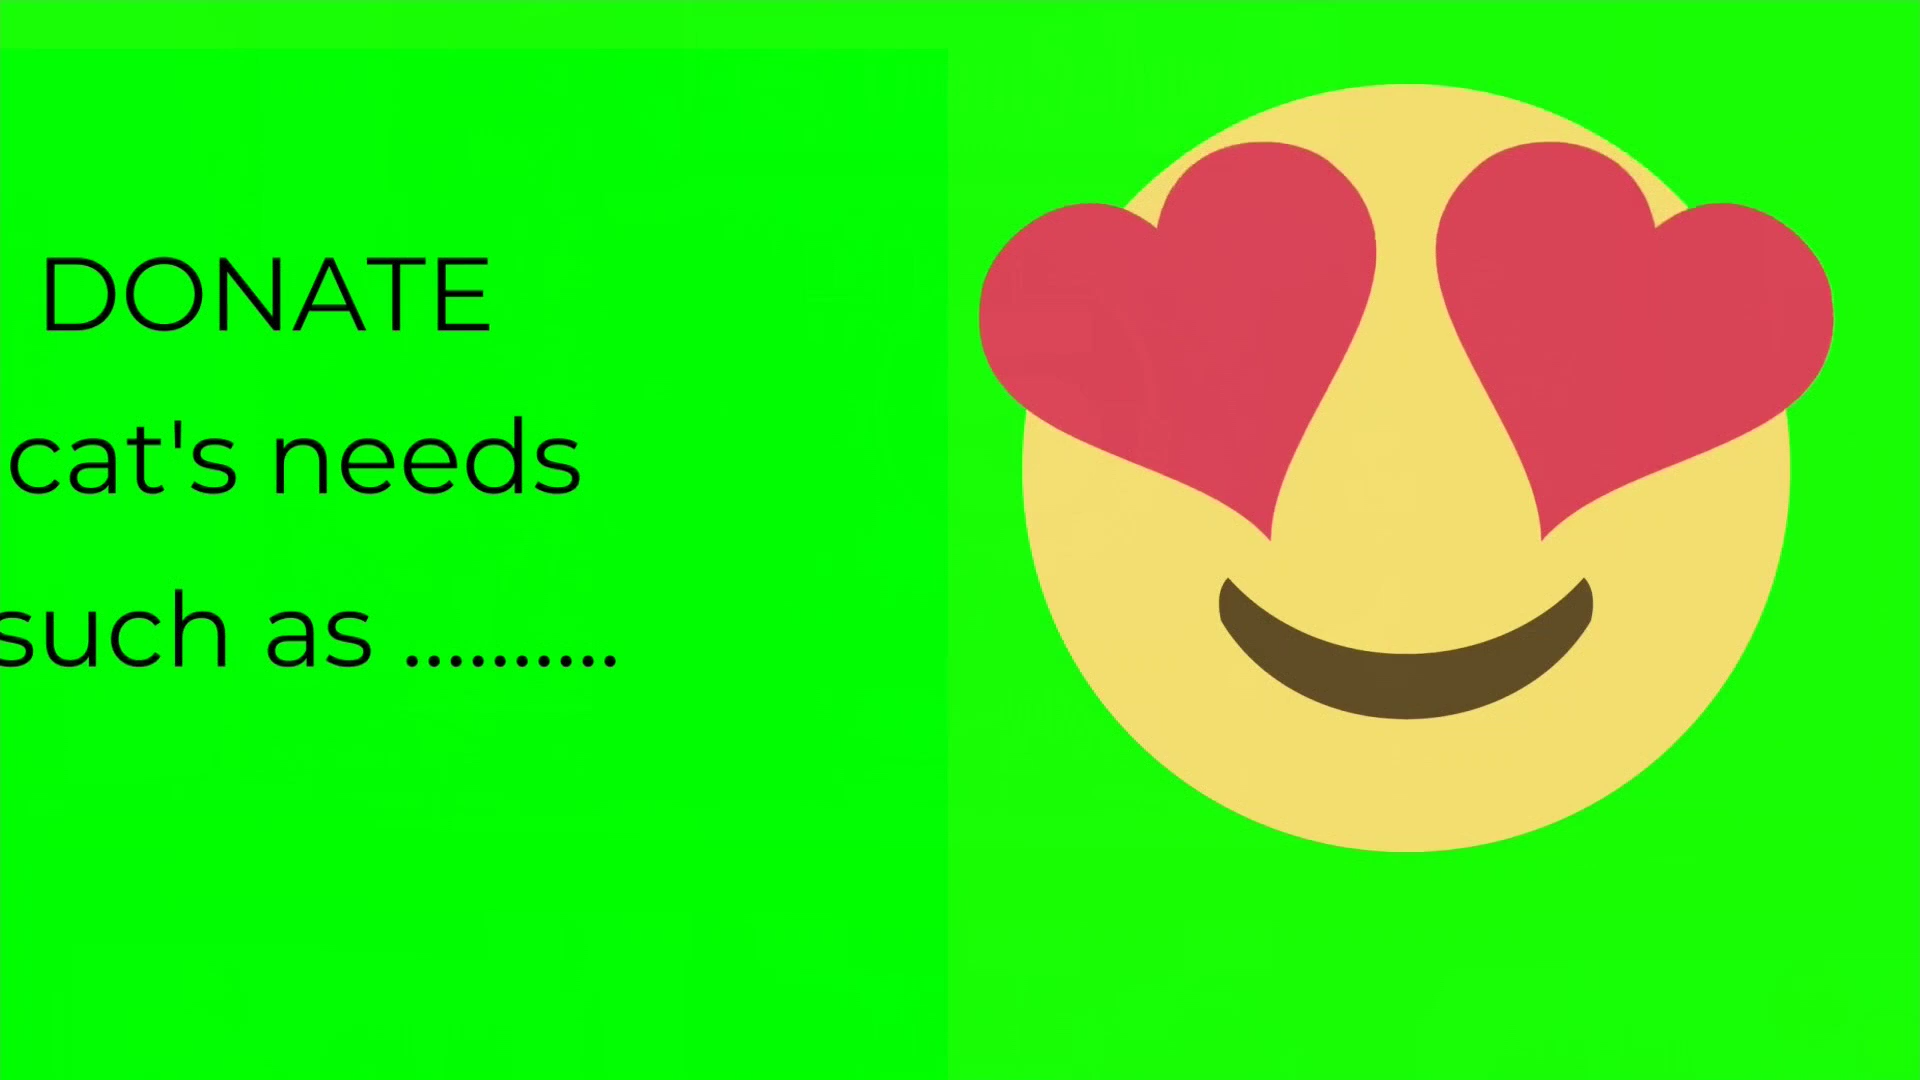 DONATE
cat's needs
such as ..........